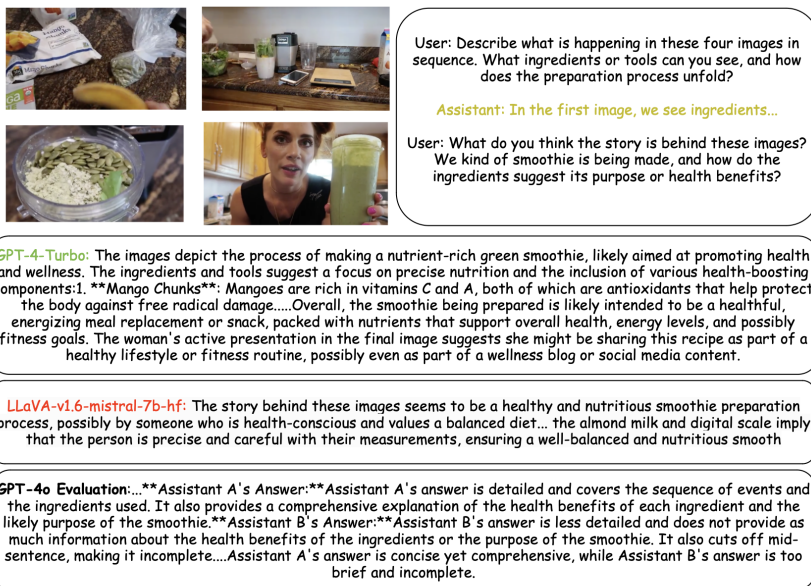 User: Describe what is happening in these four images in
sequence. What ingredients or tools can you see, and how
does the preparation process unfold?
Assistant: In the first image, we see ingredients...
User: What do you think the story is behind these images?
We kind of smoothie is being made, and how do the
ingredients suggest its purpose or health benefits?
GPT-4-Turbo: The images depict the process of making a nutrient-rich green smoothie, likely aimed at promoting health
and wellness. The ingredients and tools suggest a focus on precise nutrition and the inclusion of various health-boosting
omponents:1. **Mango Chunks**: Mangoes are rich in vitamins C and A, both of which are antioxidants that help protect
the body against free radical damage.....Overall, the smoothie being prepared is likely intended to be a healthful,
energizing meal replacement or snack, packed with nutrients that support overall health, energy levels, and possibly
fitness goals. The woman's active presentation in the final image suggests she might be sharing this recipe as part of a
healthy lifestyle or fitness routine, possibly even as part of a wellness blog or social media content.
LLaVA-v1.6-mistral-7b-hf: The story behind these images seems to be a healthy and nutritious smoothie preparation
process, possibly by someone who is health-conscious and values a balanced diet... the almond milk and digital scale imply
that the person is precise and careful with their measurements, ensuring a well-balanced and nutritious smooth
GPT-4o Evaluation:...**Assistant A's Answer:**Assistant A's answer is detailed and covers the sequence of events and
the ingredients used. It also provides a comprehensive explanation of the health benefits of each ingredient and the
likely purpose of the smoothie.**Assistant B's Answer:**Assistant B's answer is less detailed and does not provide as
much information about the health benefits of the ingredients or the purpose of the smoothie. It also cuts off mid-
sentence, making it incomplete....Assistant A's answer is concise yet comprehensive, while Assistant B's answer is too
brief and incomplete.